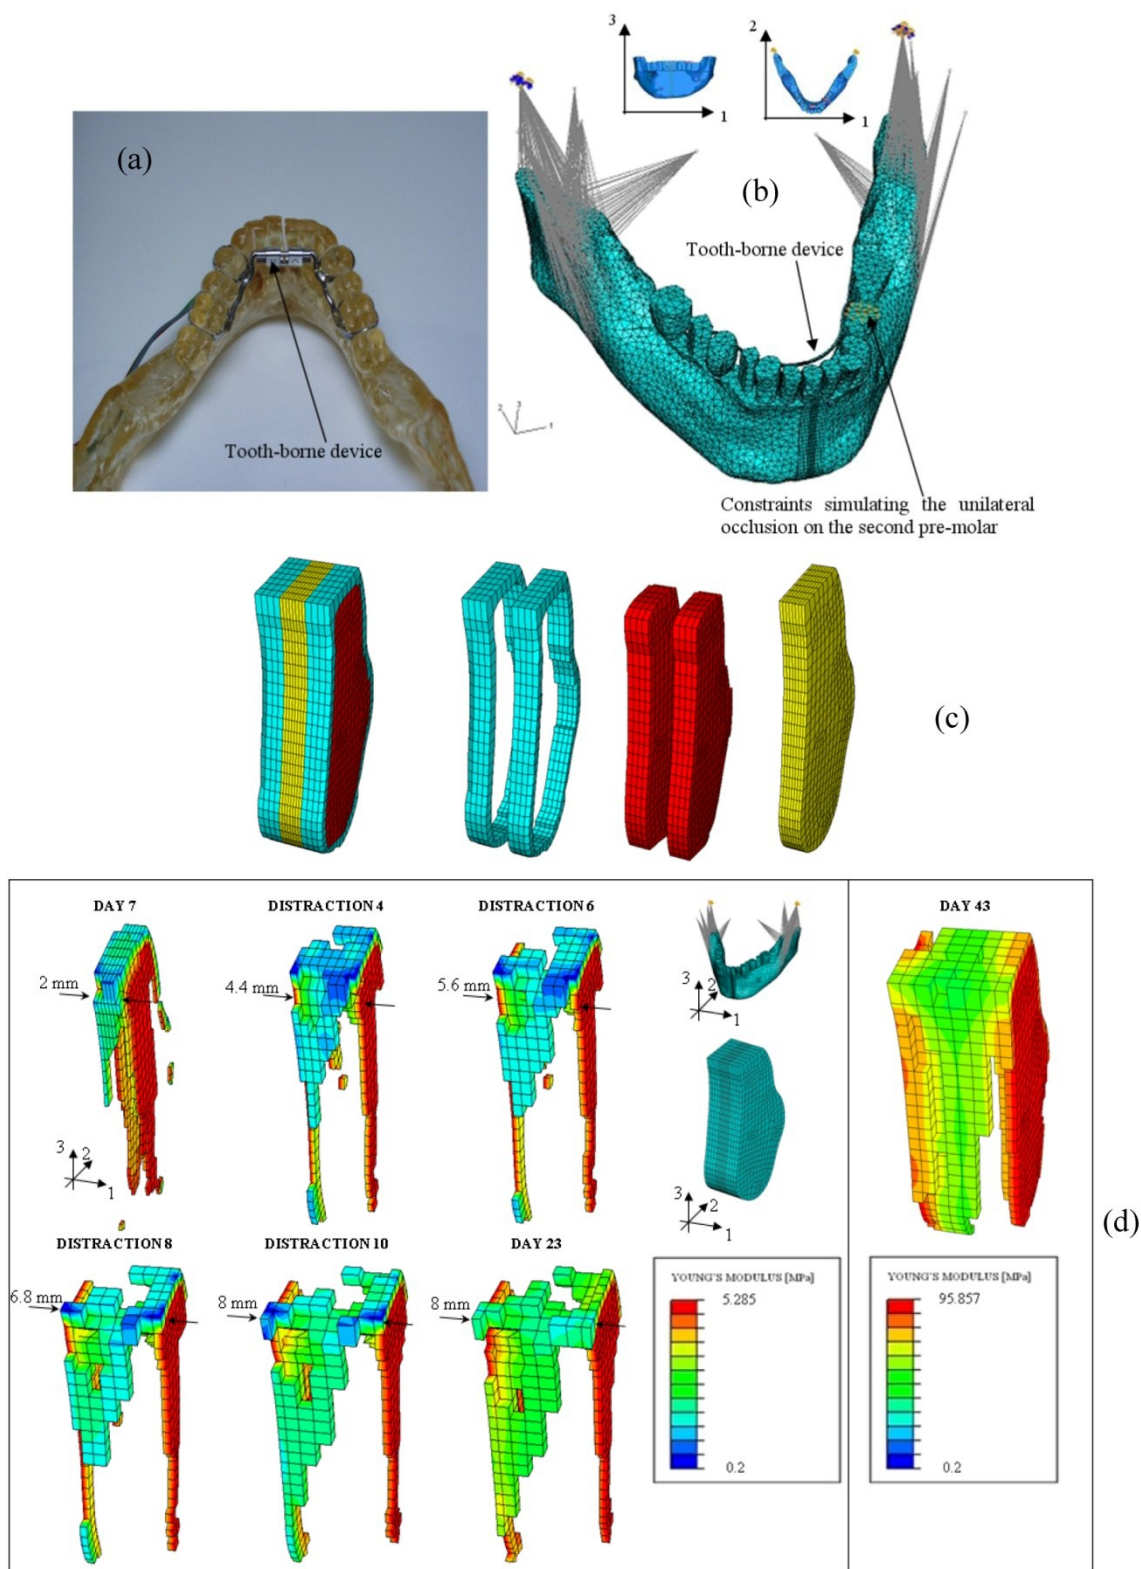 3
2
1
1
(a)
(b)
Tooth-borne device
Tooth-borne device
2
3
1
Constraints simulating the unilateral
occlusion on the second pre-molar
(c)
DAY 7
DISTRACTION 4
DISTRACTION 6
DAY 43
2 mm
4.4 mm
5.6 mm
3
2
1
3
2
1
3
2
1
(d)
DISTRACTION 8
DISTRACTION 10
DAY 23
6.8 mm
8 mm
8 mm
YOUNG'S MODULUS [MPa]
5.285
0.2
YOUNG'S MODULUS [MPa]
95.857
0.2